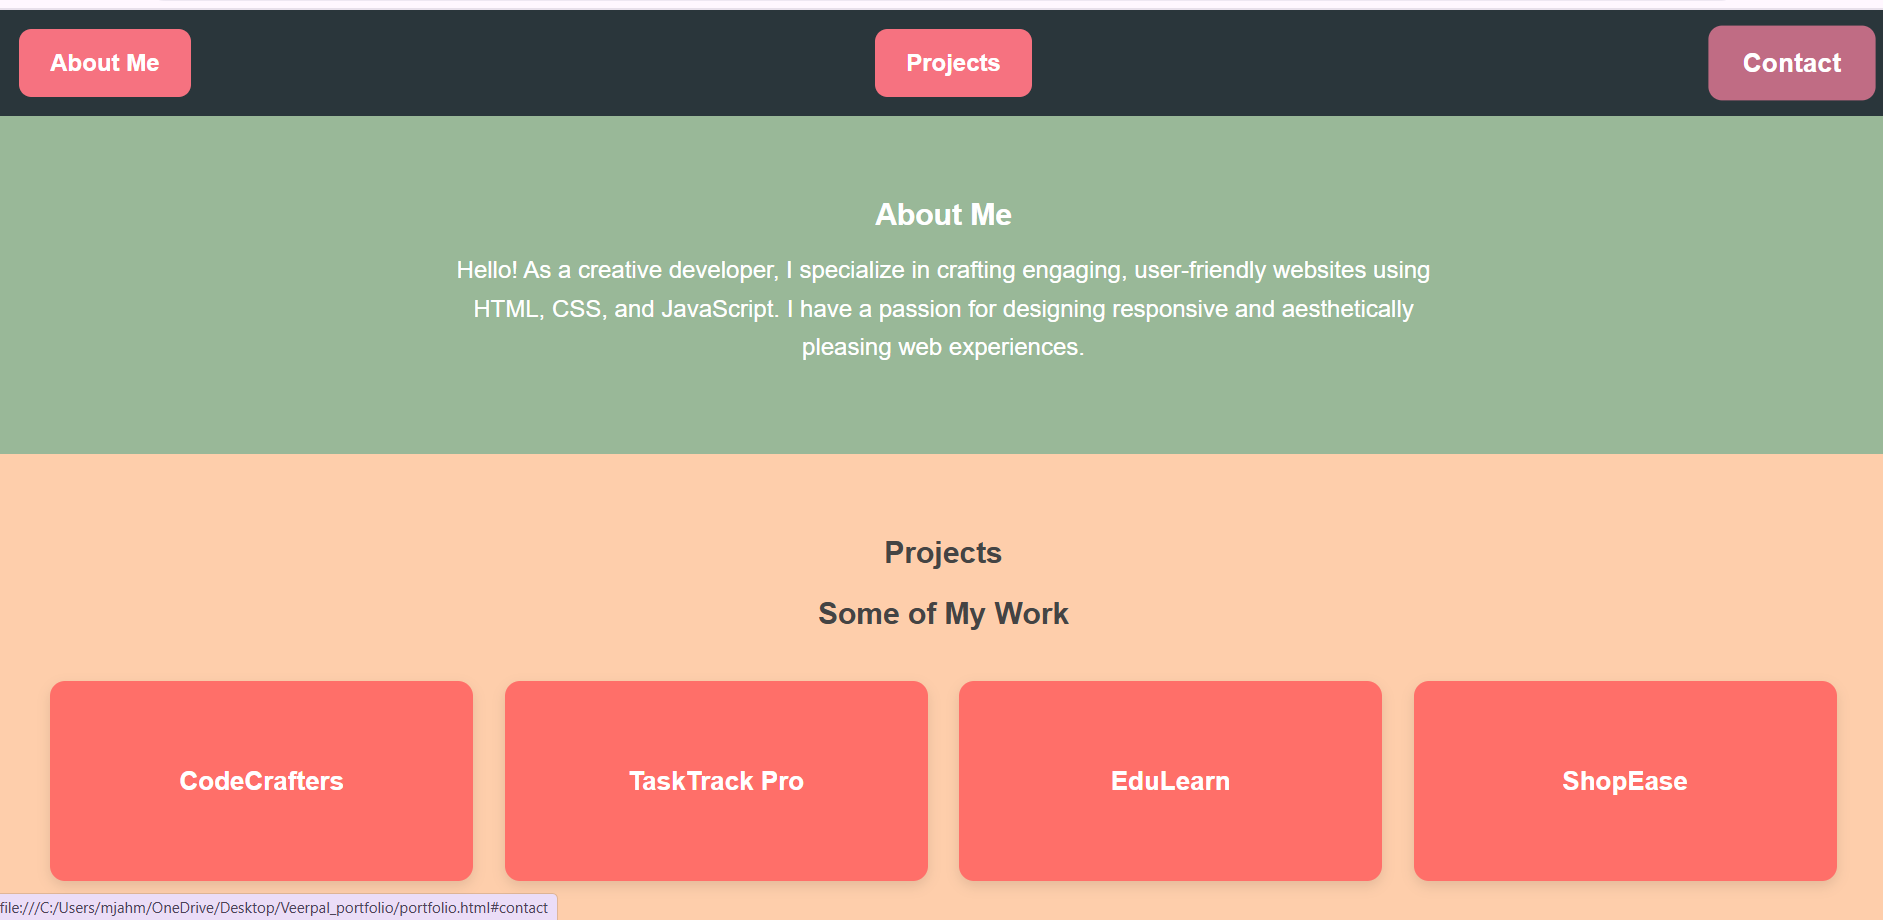 About Me
Projects
Contact
About Me
Hello! As a creative developer, I specialize in crafting engaging, user-friendly websites using
HTML, CSS, and JavaScript. I have a passion for designing responsive and aesthetically
pleasing web experiences.
Projects
Some of My Work
CodeCrafters
TaskTrack Pro
EduLearn
ShopEase
file:///C:/Users/mjahm/OneDrive/Desktop/Veerpal_portfolio/portfolio.html#contact